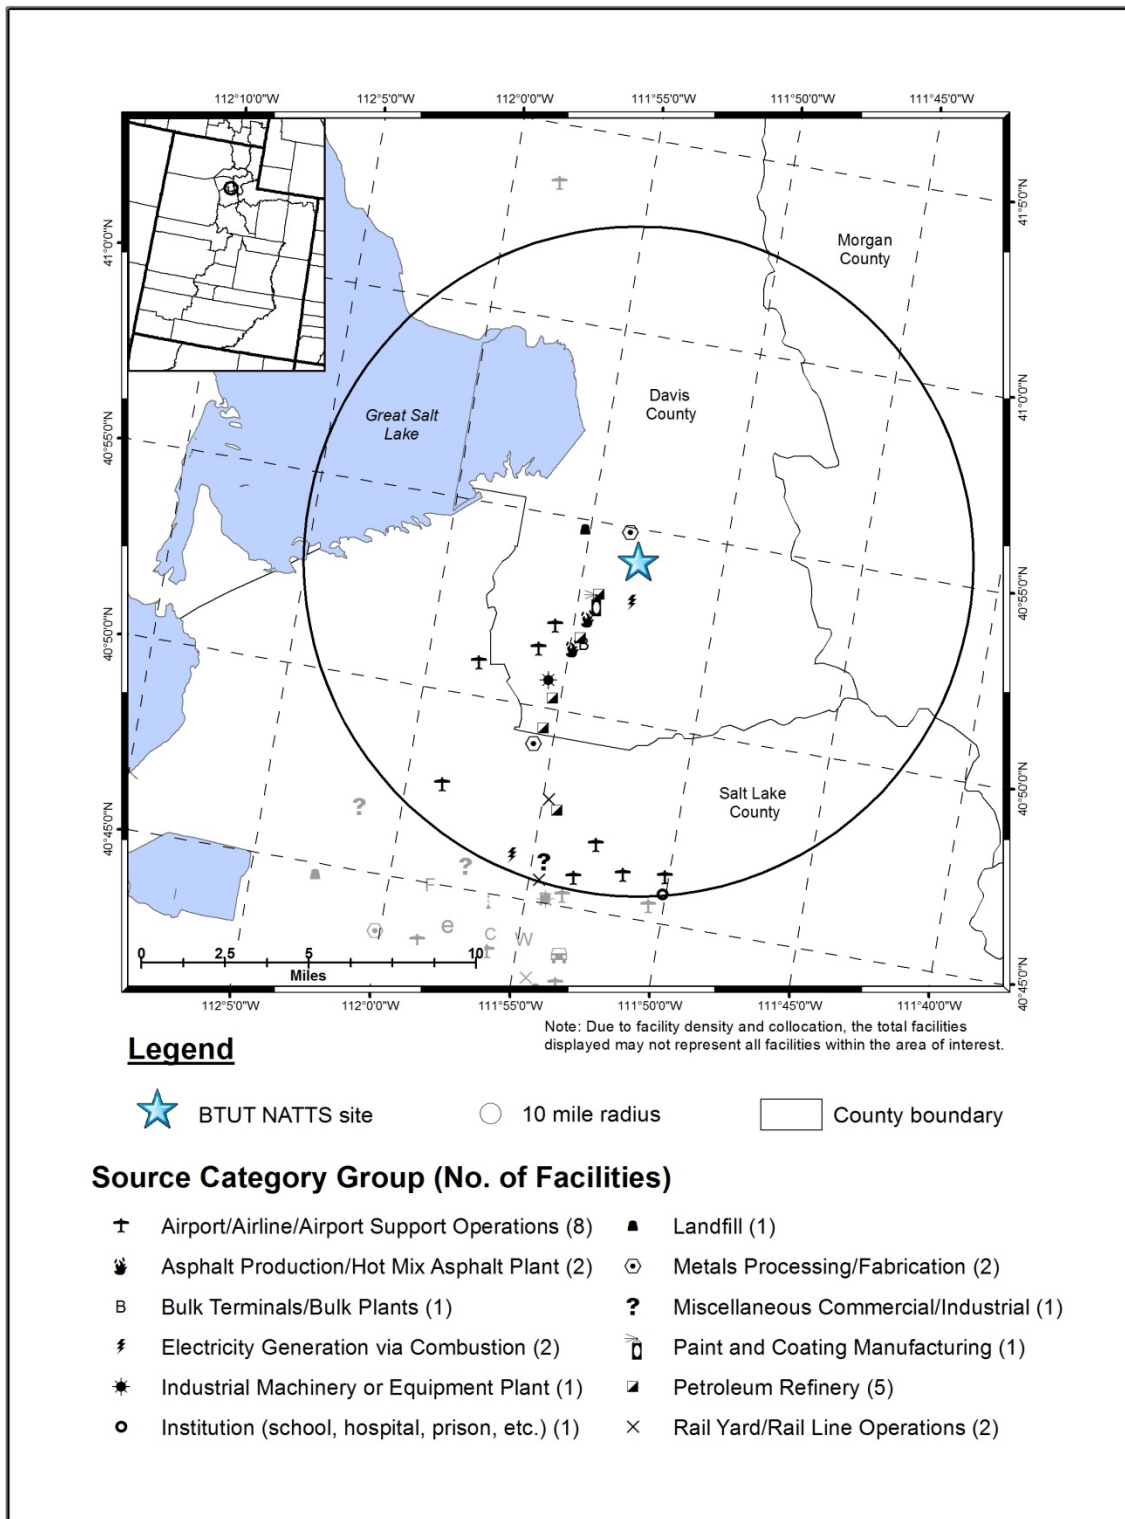 112°10'0"W
112°5'0"W
112°0'0"W
111°55'0"W
111°50'0"W
111°45'0"W
41°5'0"N
41°0'0"N
Morgan
County
41°0'0"N
Davis
County
Great Salt
Lake
40°55'0"N
40°55'0"N
40°50'0"N
B
Salt Lake
County
40°50'0"N
40°45'0"N
?
?
?
F
e
c
w
0
2.5
5
10
Miles
40°45'0"N
112°5'0"W
112°0'0"W
111°55'0"W
111°50'0"W
111°45'0"W
111°40'0"W
Note: Due to facility density and collocation, the total facilities
displayed may not represent all facilities within the area of interest.
Legend
BTUT NATTS site
10 mile radius
County boundary
Source Category Group (No. of Facilities)
Airport/Airline/Airport Support Operations (8)
Asphalt Production/Hot Mix Asphalt Plant (2)
B Bulk Terminals/Bulk Plants (1)
Electricity Generation via Combustion (2)
Industrial Machinery or Equipment Plant (1)
Institution (school, hospital, prison, etc.) (1)
Landfill (1)
Metals Processing/Fabrication (2)
? Miscellaneous Commercial/Industrial (1)
Paint and Coating Manufacturing (1)
Petroleum Refinery (5)
Rail Yard/Rail Line Operations (2)